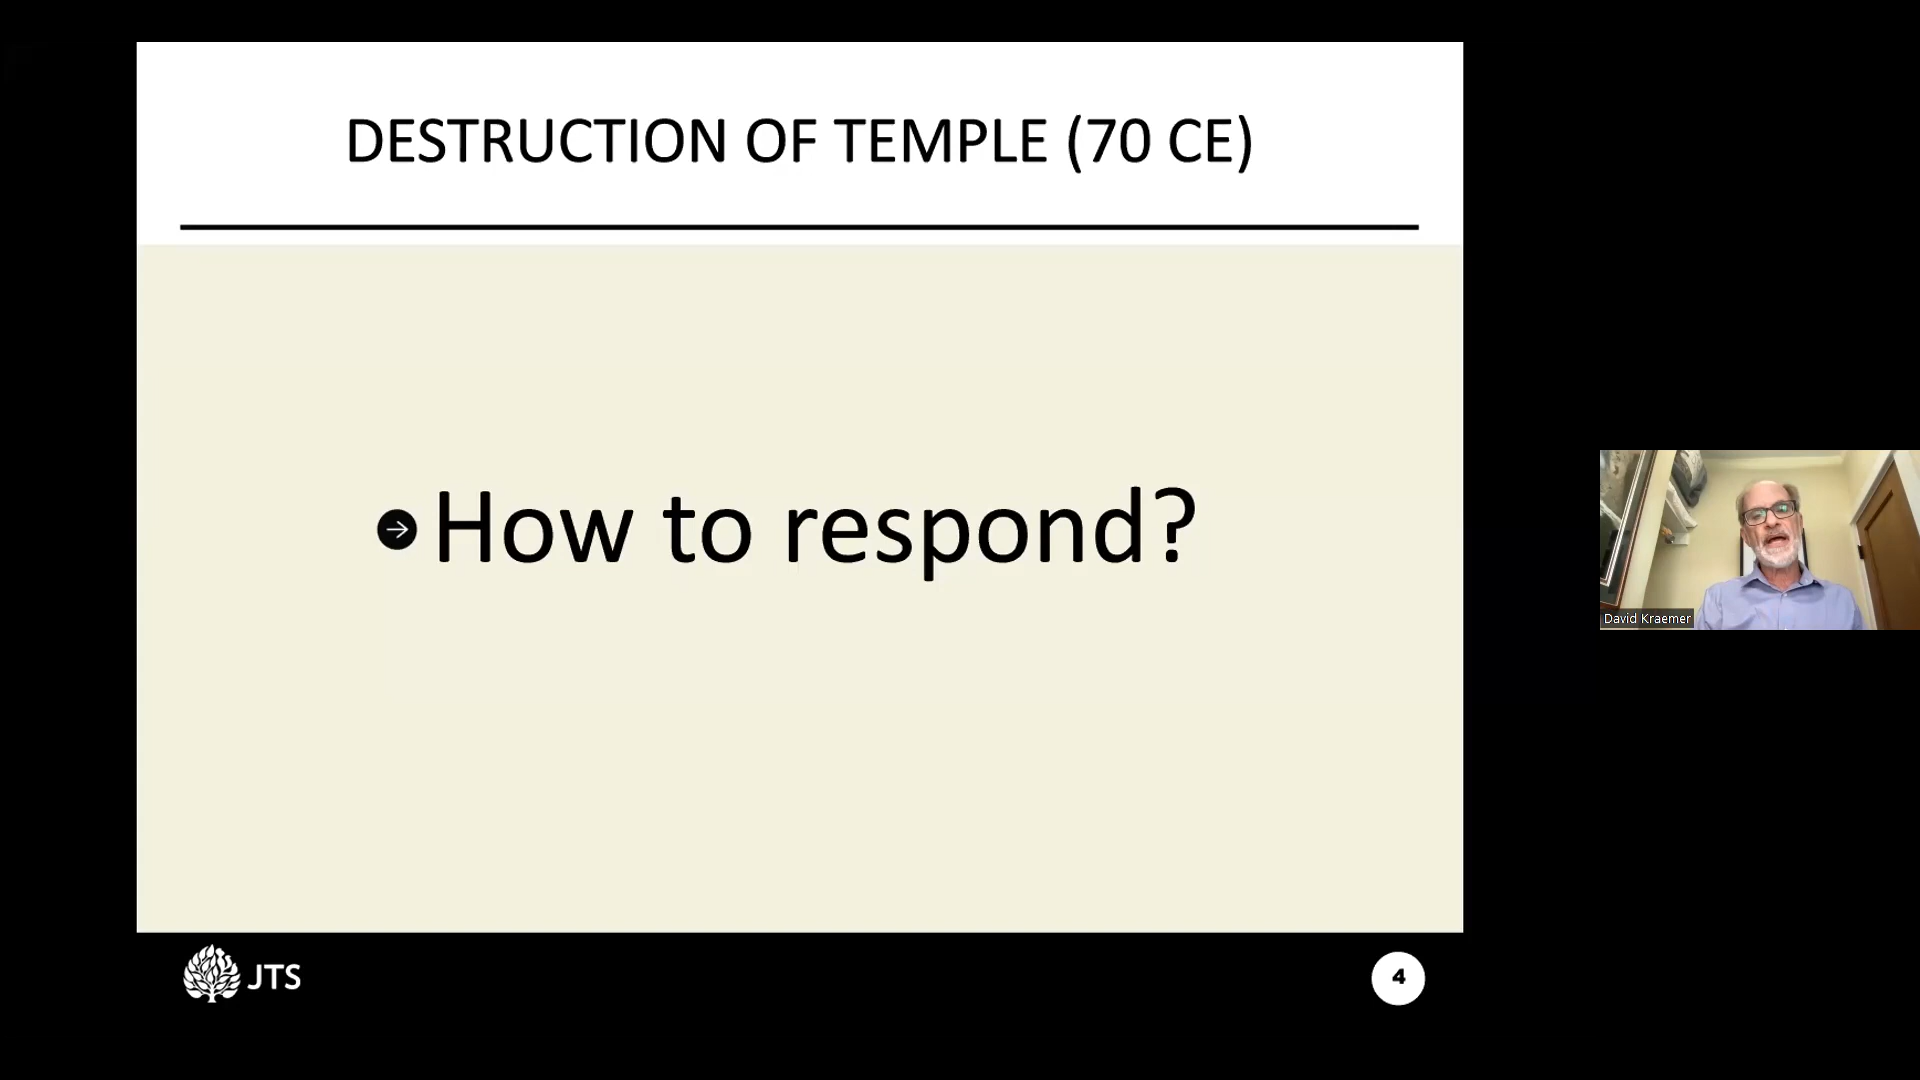 DESTRUCTION OF TEMPLE (70 CE)
How to respond?
David Kraemer
JTS
4